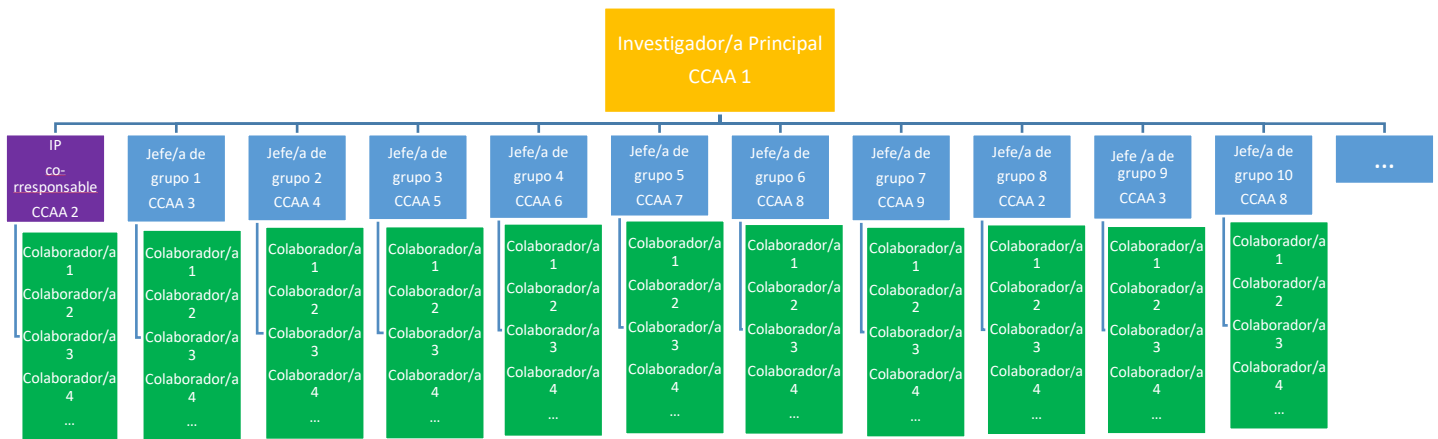 Investigador/a Principal
CCAA 1
IP
co-
rresponsable
CCAA 2
Jefe/a de
grupo 1
CCAA 3
Jefe/a de
grupo 2
CCAA 4
Jefe/a de
grupo 3
CCAA 5
Jefe/a de
grupo 4
CCAA 6
Jefe/a de
grupo 5
CCAA 7
Jefe/a de
grupo 6
CCAA 8
Jefe/a de
grupo 7
CCAA 9
Jefe/a de
grupo 8
CCAA 2
Jefe /a de
grupo 9
CCAA 3
Jefe/a de
grupo 10
CCAA 8
...
Colaborador/a
1
Colaborador/a
2
Colaborador/a
3
Colaborador/a
4
...
Colaborador/a
1
Colaborador/a
2
Colaborador/a
3
Colaborador/a
4
...
Colaborador/a
1
Colaborador/a
2
Colaborador/a
3
Colaborador/a
4
...
Colaborador/a
1
Colaborador/a
2
Colaborador/a
3
Colaborador/a
4
...
Colaborador/a
1
Colaborador/a
2
Colaborador/a
3
Colaborador/a
4
...
Colaborador/a
1
Colaborador/a
2
Colaborador/a
3
Colaborador/a
4
...
Colaborador/a
1
Colaborador/a
2
Colaborador/a
3
Colaborador/a
4
...
Colaborador/a
1
Colaborador/a
2
Colaborador/a
3
Colaborador/a
4
...
Colaborador/a
1
Colaborador/a
2
Colaborador/a
3
Colaborador/a
4
...
Colaborador/a
1
Colaborador/a
2
Colaborador/a
3
Colaborador/a
4
...
Colaborador/a
1
Colaborador/a
2
Colaborador/a
3
Colaborador/a
4
...